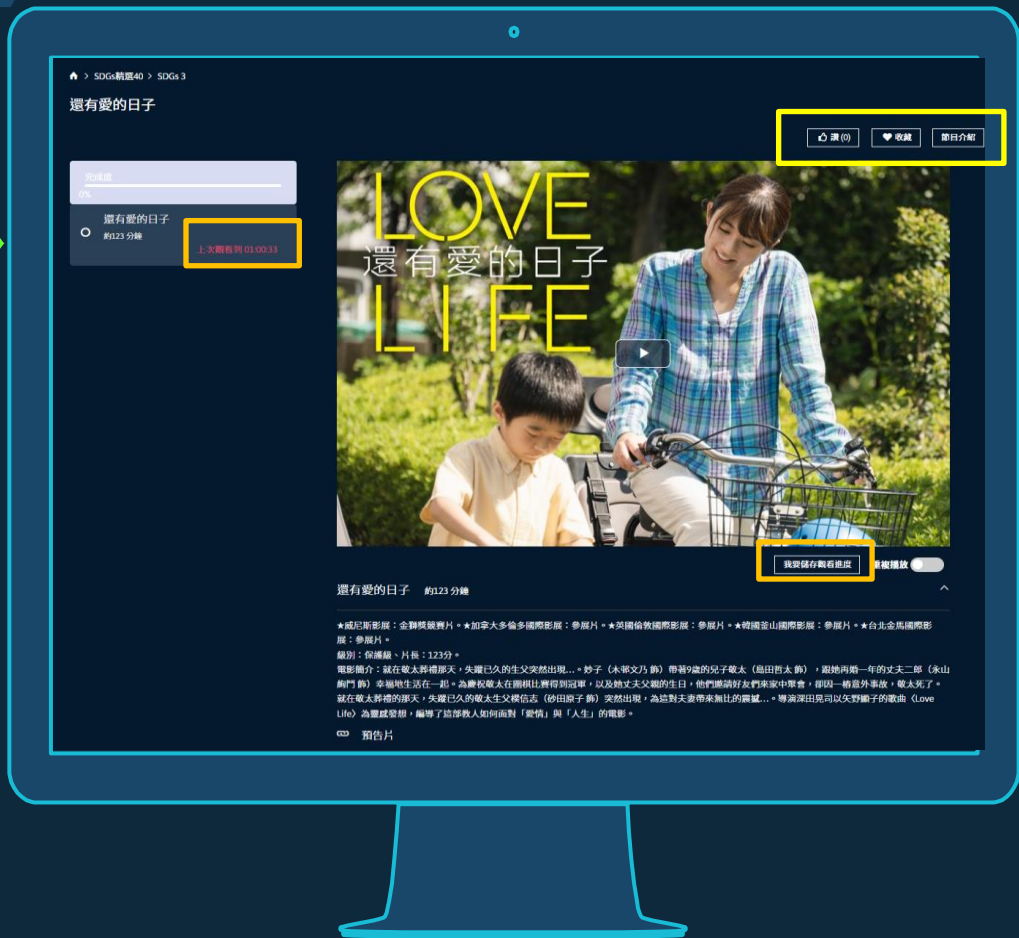 > SDGs精選40 > SDGs 3
還有愛的日子
讚 (0)
收藏
節目介紹
完成度
0%
還有愛的日子
約123 分鐘
上次觀看到 01:00:33
LOVE
還有愛的日子
LIFE
我要儲存觀看進度
重複播放
還有愛的日子 約123 分鐘
★威尼斯影展：金獅獎競賽片。★加拿大多倫多國際影展：參展片。★英國倫敦國際影展：參展片。★韓國釜山國際影展：參展片。★台北金馬國際影
展：參展片。
級別：保護級、片長：123分。
電影簡介：就在敬太葬禮那天，失蹤已久的生父突然出現…。妙子（木邨文乃 飾）帶著9歲的兒子敬太（島田哲太 飾），跟她再婚一年的丈夫二郎（永山
絢鬥 飾）幸福地生活在一起。為慶祝敬太在圍棋比賽得到冠軍，以及她丈夫父親的生日，他們邀請好友們來家中聚會，卻因一樁意外事故，敬太死了。
就在敬太葬禮的那天，失蹤已久的敬太生父樸信志（砂田原子 飾）突然出現，為這對夫妻帶來無比的震撼…。導演深田晃司以矢野顯子的歌曲〈Love
Life〉為靈感發想，編導了這部教人如何面對「愛情」與「人生」的電影。
預告片